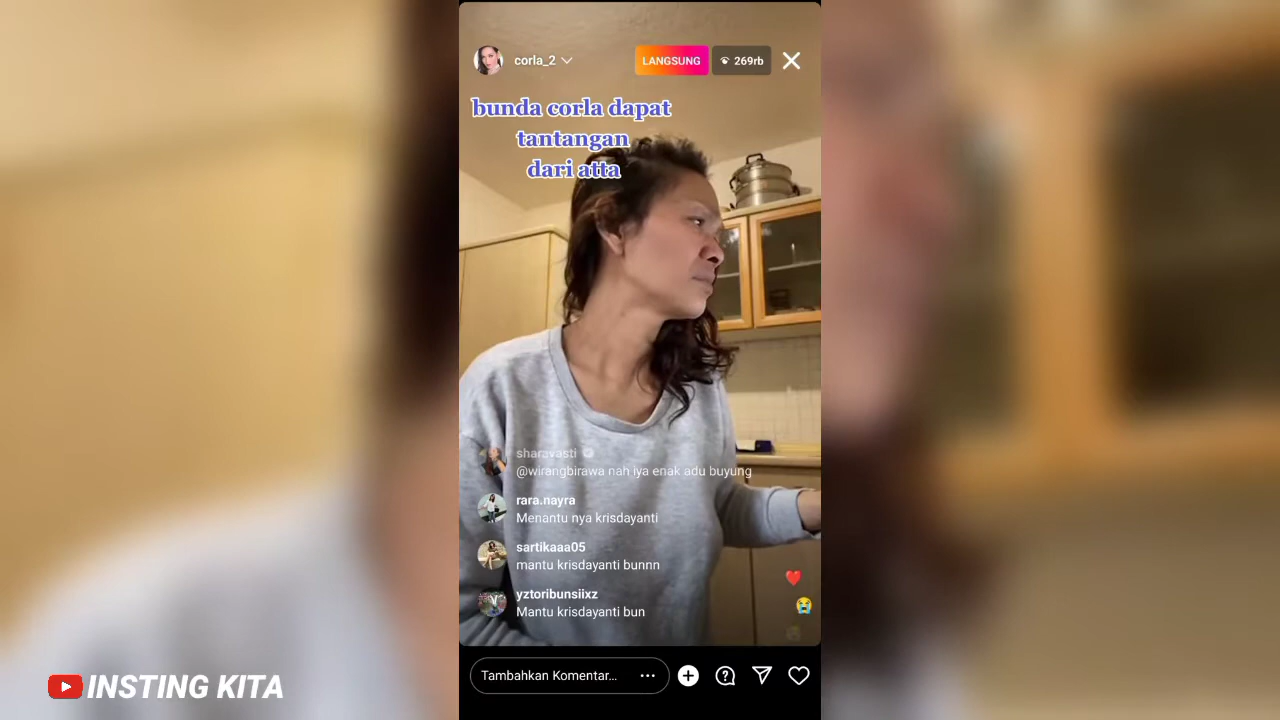 corla_2
LANGSUNG
269rb
bunda corla dapat
tantangan
dari atta
sharavasti
@wirangbirawa nah iya enak adu buyung
rara.nayra
Menantu nya krisdayanti
sartikaaa05
mantu krisdayanti bunnn
yztoribunsiixz
Mantu krisdayanti bun
Tambahkan Komentar...
INSTING KITA